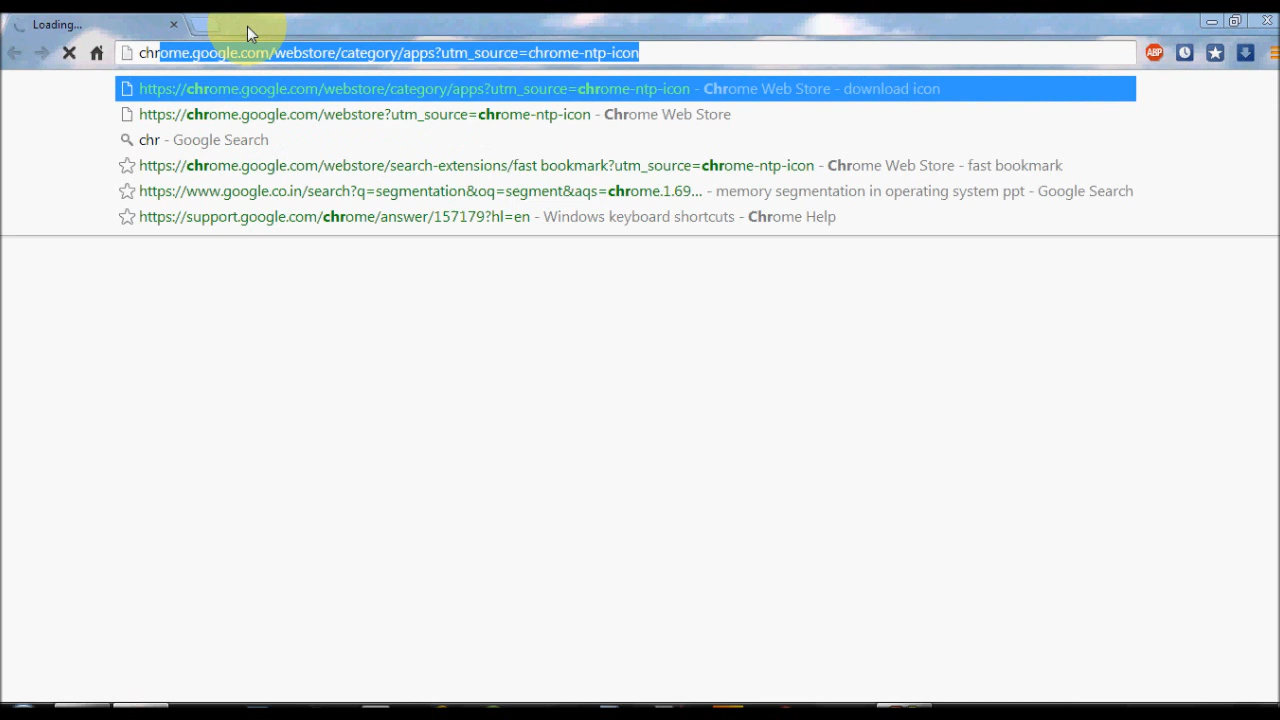 Loading...
chrome.google.com/webstore/category/apps?utm_source=chrome-ntp-icon
ABP
https://chrome.google.com/webstore/category/apps?utm_source=chrome-ntp-icon - Chrome Web Store - download icon
https://chrome.google.com/webstore?utm_source=chrome-ntp-icon - Chrome Web Store
chr - Google Search
https://chrome.google.com/webstore/search-extensions/fast bookmark?utm_source=chrome-ntp-icon - Chrome Web Store - fast bookmark
https://www.google.co.in/search?q=segmentation&oq=segment&aqs=chrome.1.69... - memory segmentation in operating system ppt - Google Search
https://support.google.com/chrome/answer/157179?hl=en - Windows keyboard shortcuts - Chrome Help